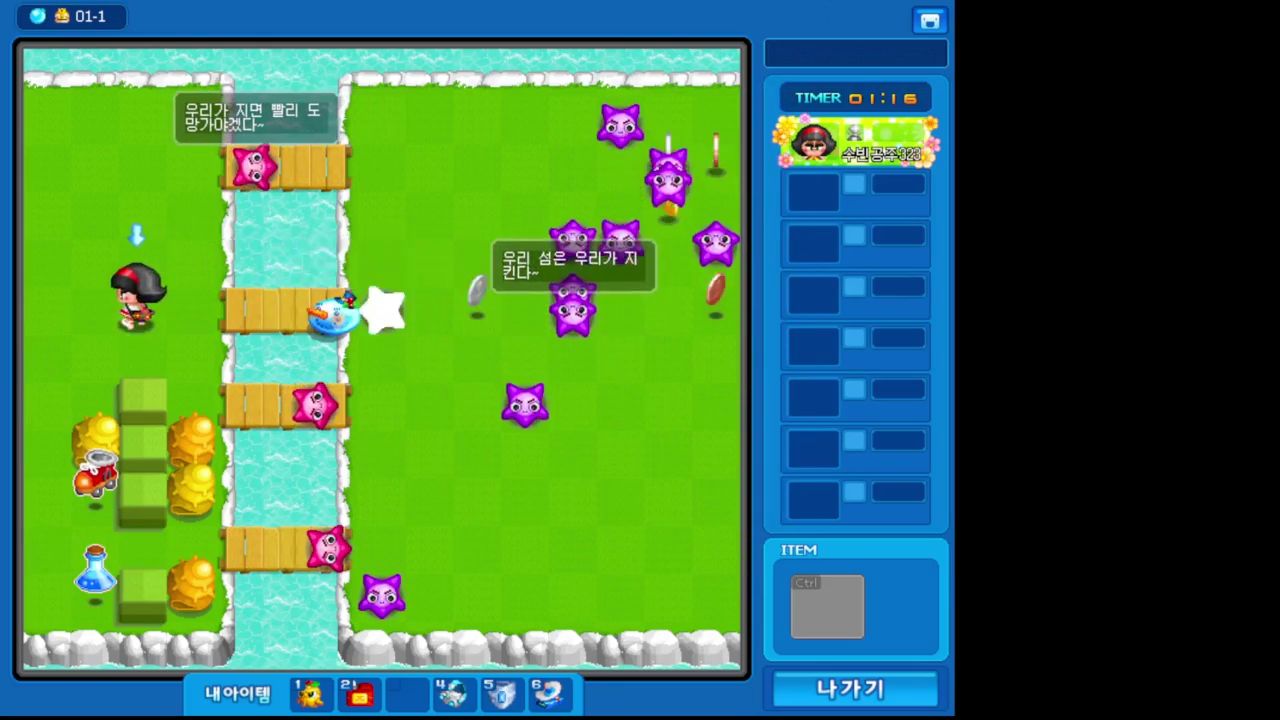 01-1
우리가 지면 빨리 도
망가야겠다~
TIMER 01:16
수빈공주323
우리 섬은 우리가 지
킨다~
ITEM
Ctrl
내아이템
1
2
4
5
6
나가기